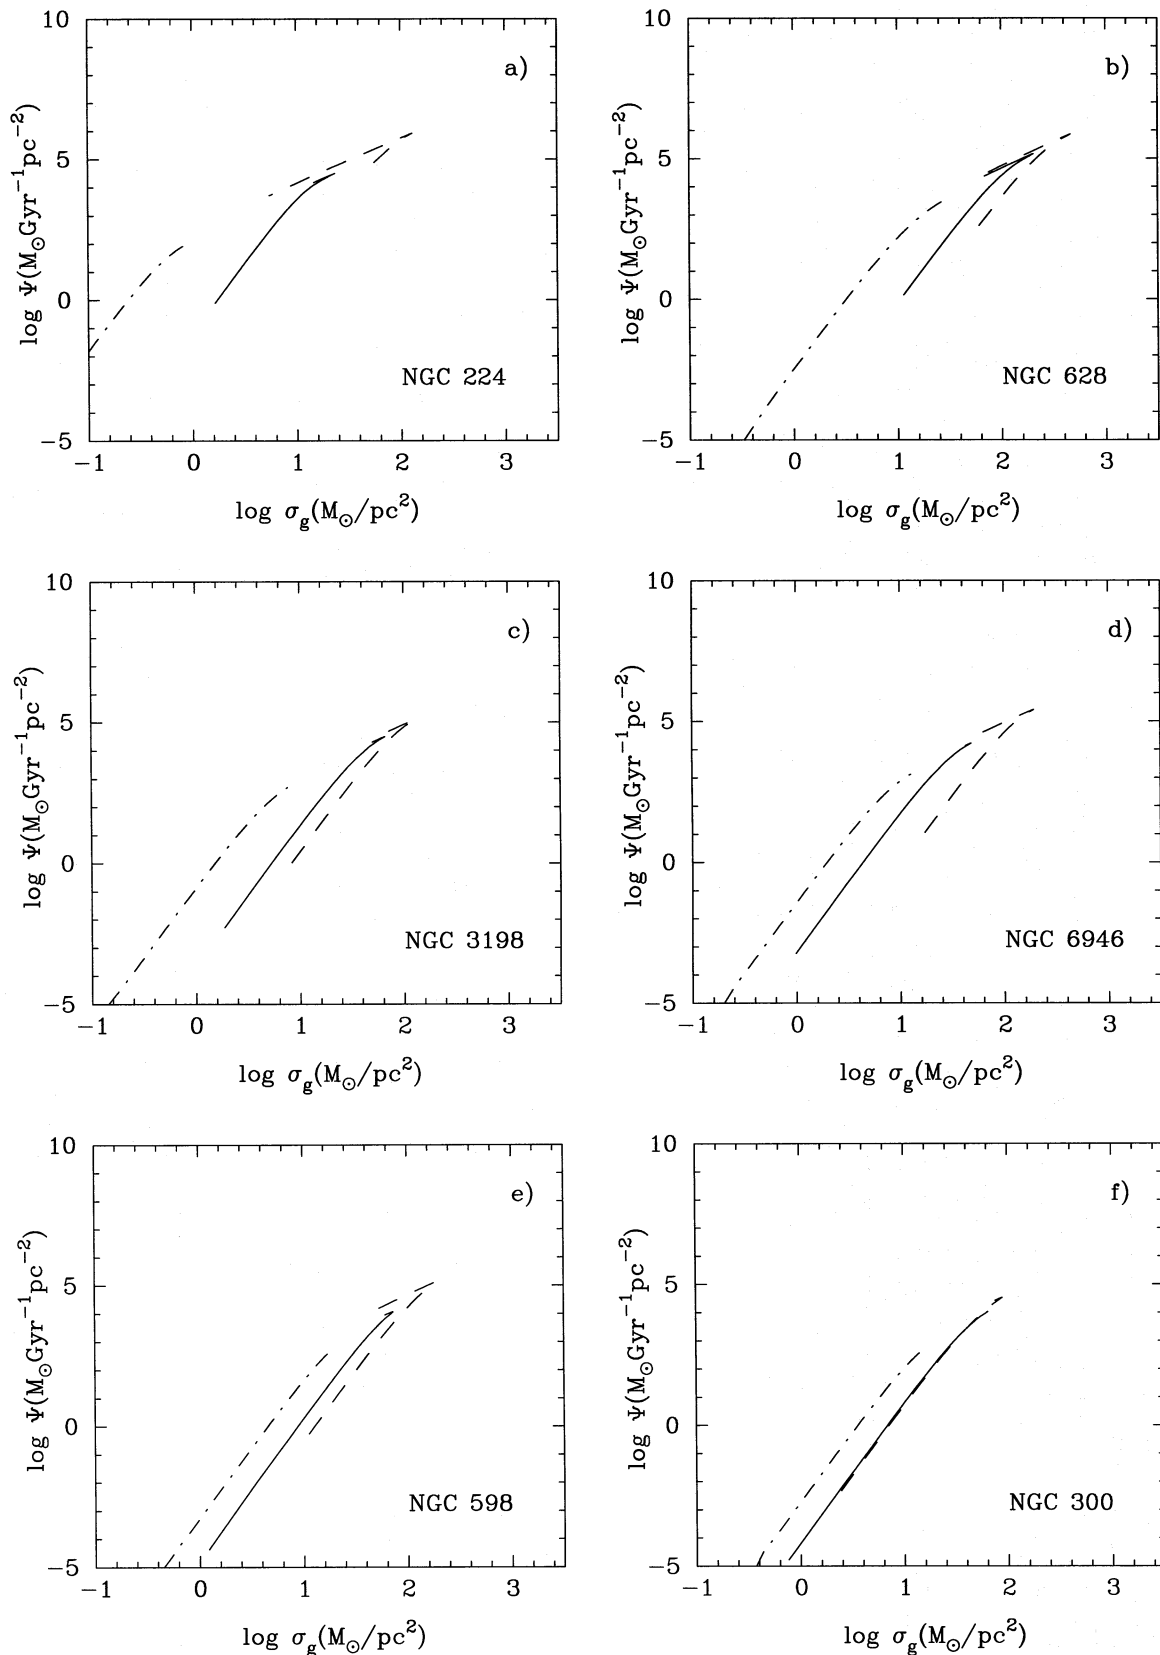 a)
10
5
0
−5
log Ψ(M⊙Gyr⁻¹pc⁻²)
NGC 224
−1 0 1 2 3
log σg(M⊙/pc²)
b)
10
5
0
−5
log Ψ(M⊙Gyr⁻¹pc⁻²)
NGC 628
−1 0 1 2 3
log σg(M⊙/pc²)
c)
10
5
0
−5
log Ψ(M⊙Gyr⁻¹pc⁻²)
NGC 3198
−1 0 1 2 3
log σg(M⊙/pc²)
d)
10
5
0
−5
log Ψ(M⊙Gyr⁻¹pc⁻²)
NGC 6946
−1 0 1 2 3
log σg(M⊙/pc²)
e)
10
5
0
−5
log Ψ(M⊙Gyr⁻¹pc⁻²)
NGC 598
−1 0 1 2 3
log σg(M⊙/pc²)
f)
10
5
0
−5
log Ψ(M⊙Gyr⁻¹pc⁻²)
NGC 300
−1 0 1 2 3
log σg(M⊙/pc²)